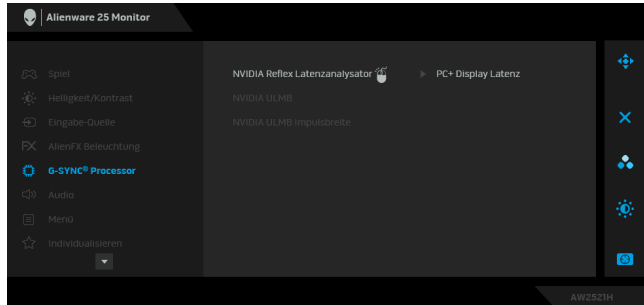 Alienware 25 Monitor
Spiel
Helligkeit/Kontrast
Eingabe-Quelle
AlienFX Beleuchtung
G-SYNC® Processor
Audio
Menü
Individualisieren
NVIDIA Reflex Latenzanalysator
PC+ Display Latenz
NVIDIA ULMB
NVIDIA ULMB Impulsbreite
AW2521H